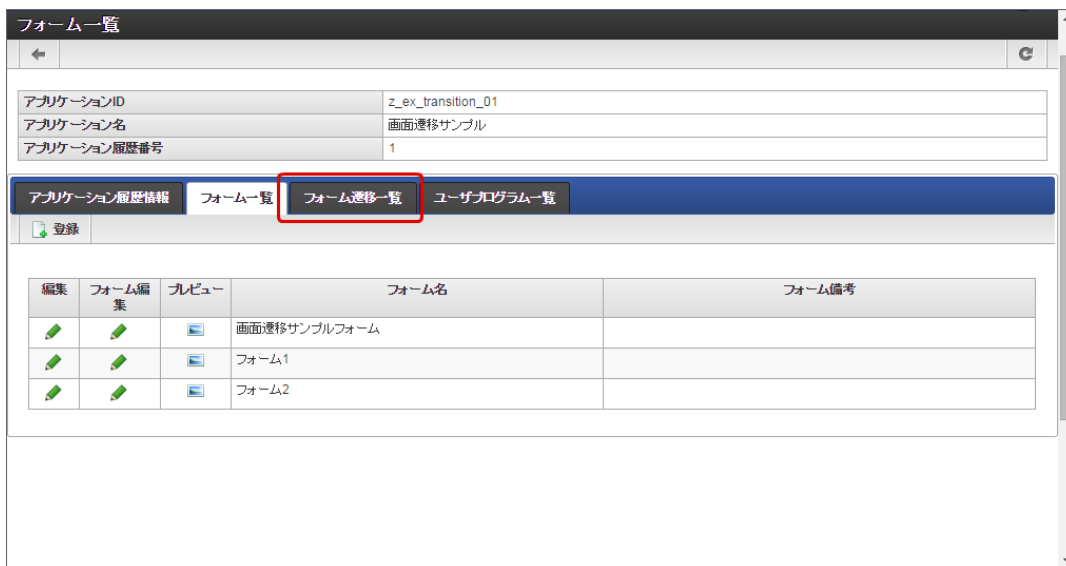 フォーム一覧
アプリケーションID z_ex_transition_01
アプリケーション名 画面遷移サンプル
アプリケーション履歴番号 1
アプリケーション履歴情報 フォーム一覧 フォーム遷移一覧 ユーザプログラム一覧
登録
編集 フォーム編集 プレビュー フォーム名 フォーム備考
画面遷移サンプルフォーム
フォーム1
フォーム2